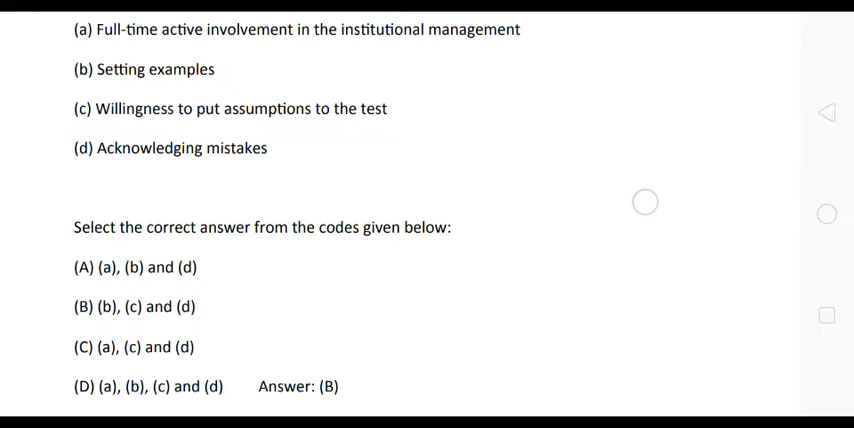 (a) Full-time active involvement in the institutional management
(b) Setting examples
(c) Willingness to put assumptions to the test
(d) Acknowledging mistakes
Select the correct answer from the codes given below:
(A) (a), (b) and (d)
(B) (b), (c) and (d)
(C) (a), (c) and (d)
(D) (a), (b), (c) and (d) Answer: (B)